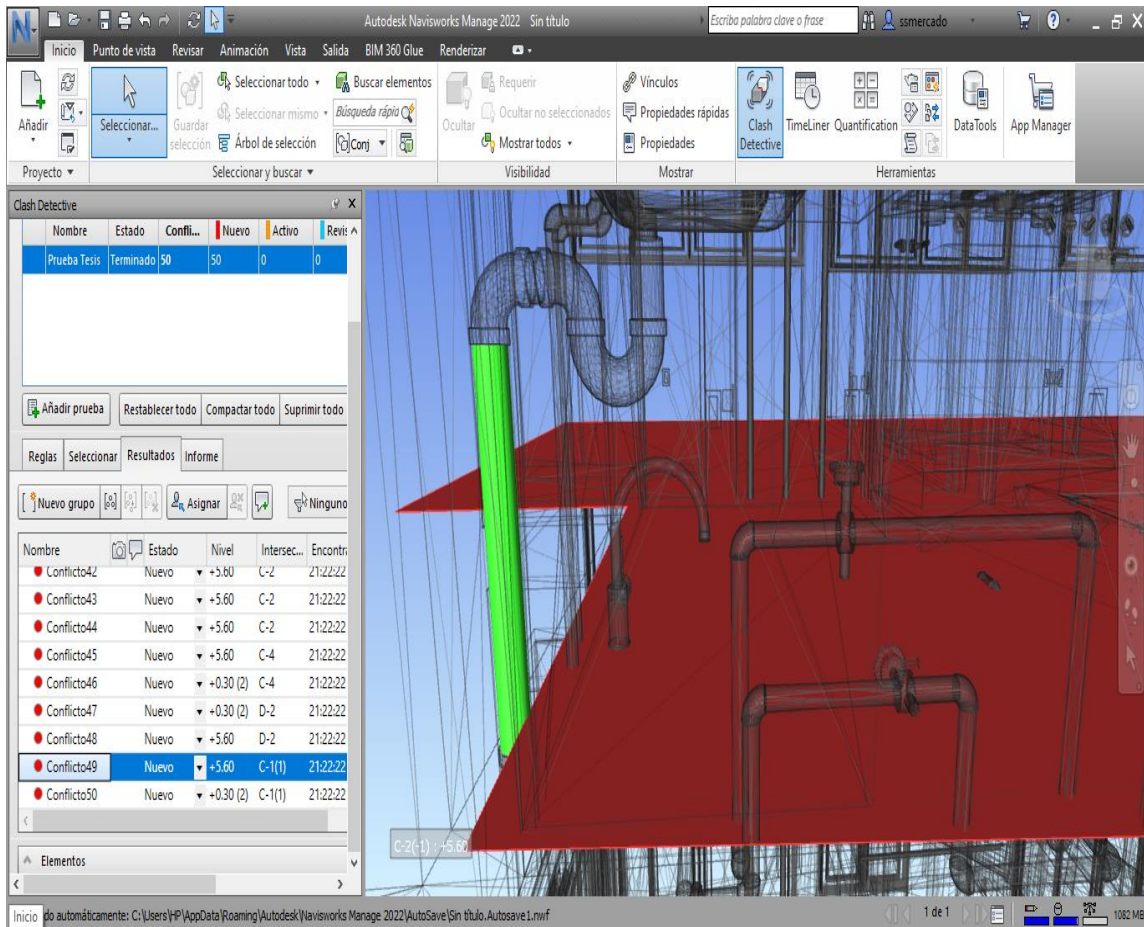 Autodesk Navisworks Manage 2022 Sin título
Escriba palabra clave o frase
ssmercado
Inicio Punto de vista Revisar Animación Vista Salida BIM 360 Glue Renderizar
Añadir
Seleccionar...
Guardar selección
Seleccionar todo
Seleccionar mismo
Árbol de selección
Buscar elementos
Búsqueda rápia
Conj
Ocultar
Requerir
Ocultar no seleccionados
Mostrar todos
Vínculos
Propiedades rápidas
Propiedades
Clash Detective
TimeLiner
Quantification
DataTools
App Manager
Proyecto Seleccionar y buscar Visibilidad Mostrar Herramientas
Clash Detective
Nombre Estado Confli... Nuevo Activo Revis
Prueba Tesis Terminado 50 50 0 0
Añadir prueba Restablecer todo Compactar todo Suprimir todo
Reglas Seleccionar Resultados Informe
Nuevo grupo Asignar Ninguno
Nombre Estado Nivel Intersec... Encontra
Conflicto42 Nuevo +5.60 C-2 21:22:22
Conflicto43 Nuevo +5.60 C-2 21:22:22
Conflicto44 Nuevo +5.60 C-2 21:22:22
Conflicto45 Nuevo +5.60 C-4 21:22:22
Conflicto46 Nuevo +0.30 (2) C-4 21:22:22
Conflicto47 Nuevo +0.30 (2) D-2 21:22:22
Conflicto48 Nuevo +5.60 D-2 21:22:22
Conflicto49 Nuevo +5.60 C-1(1) 21:22:22
Conflicto50 Nuevo +0.30 (2) C-1(1) 21:22:22
Elementos
C-2(-1) : +5.60
Inicio do automáticamente: C:\Users\HP\AppData\Roaming\Autodesk\Navisworks Manage 2022\AutoSave\Sin título.Autosave1.nwf
1 de 1
1082 MB